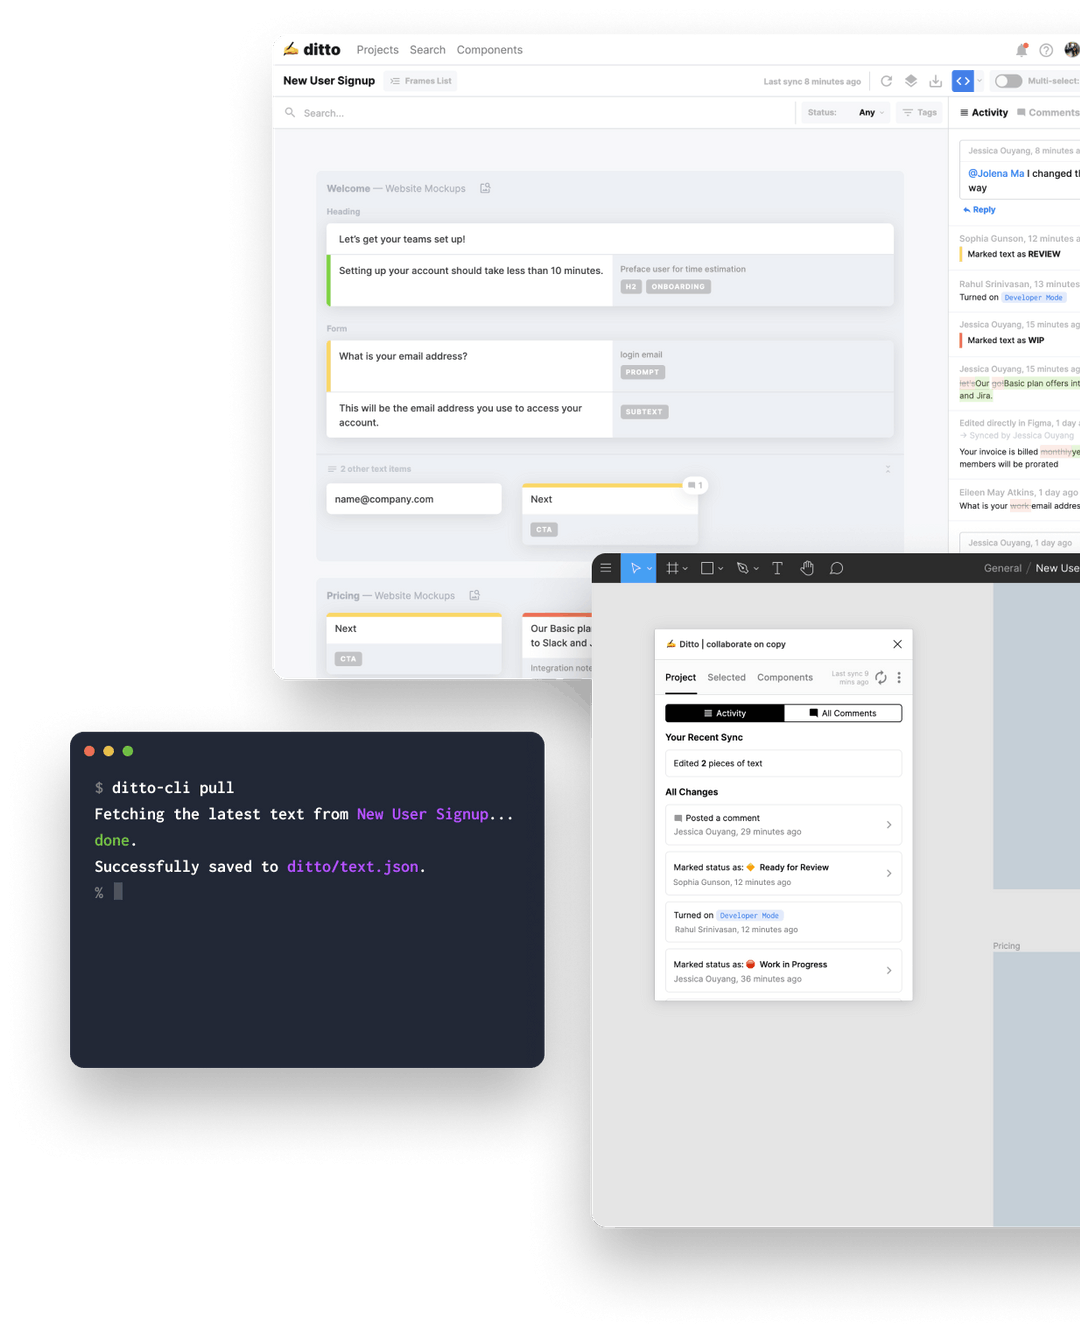 ditto
Projects Search Components
New User Signup
Frames List
Last sync 8 minutes ago
Multi-select:
Search...
Status: Any
Tags
Activity
Comments
Welcome — Website Mockups
Heading
Let's get your teams set up!
Setting up your account should take less than 10 minutes.
Preface user for time estimation
H2 ONBOARDING
Form
What is your email address?
login email
PROMPT
This will be the email address you use to access your
account.
SUBTEXT
2 other text items
name@company.com
Next
1
CTA
Pricing — Website Mockups
Next
CTA
Our Basic plan
to Slack and
Integration note
Jessica Ouyang, 8 minutes
@Jolena Ma I changed
way
Reply
Sophia Gunson, 12 minutes
Marked text as REVIEW
Rahul Srinivasan, 13 minutes
Turned on Developer Mode
Jessica Ouyang, 15 minutes
Marked text as WIP
Jessica Ouyang, 15 minutes
let'sOur got!Basic plan offers
and Jira.
Edited directly in Figma, 1 day
→ Synced by Jessica Ouyang
Your invoice is billed monthly
members will be prorated
Eileen May Atkins, 1 day ago
What is your work email
Jessica Ouyang, 1 day ago
General / New
Ditto | collaborate on copy
Project Selected Components
Last sync 9
mins ago
Activity
All Comments
Your Recent Sync
Edited 2 pieces of text
All Changes
Posted a comment
Jessica Ouyang, 29 minutes ago
Marked status as: Ready for Review
Sophia Gunson, 12 minutes ago
Turned on Developer Mode
Rahul Srinivasan, 12 minutes ago
Marked status as: Work in Progress
Jessica Ouyang, 36 minutes ago
Pricing
$ ditto-cli pull
Fetching the latest text from New User Signup...
done.
Successfully saved to ditto/text.json.
%